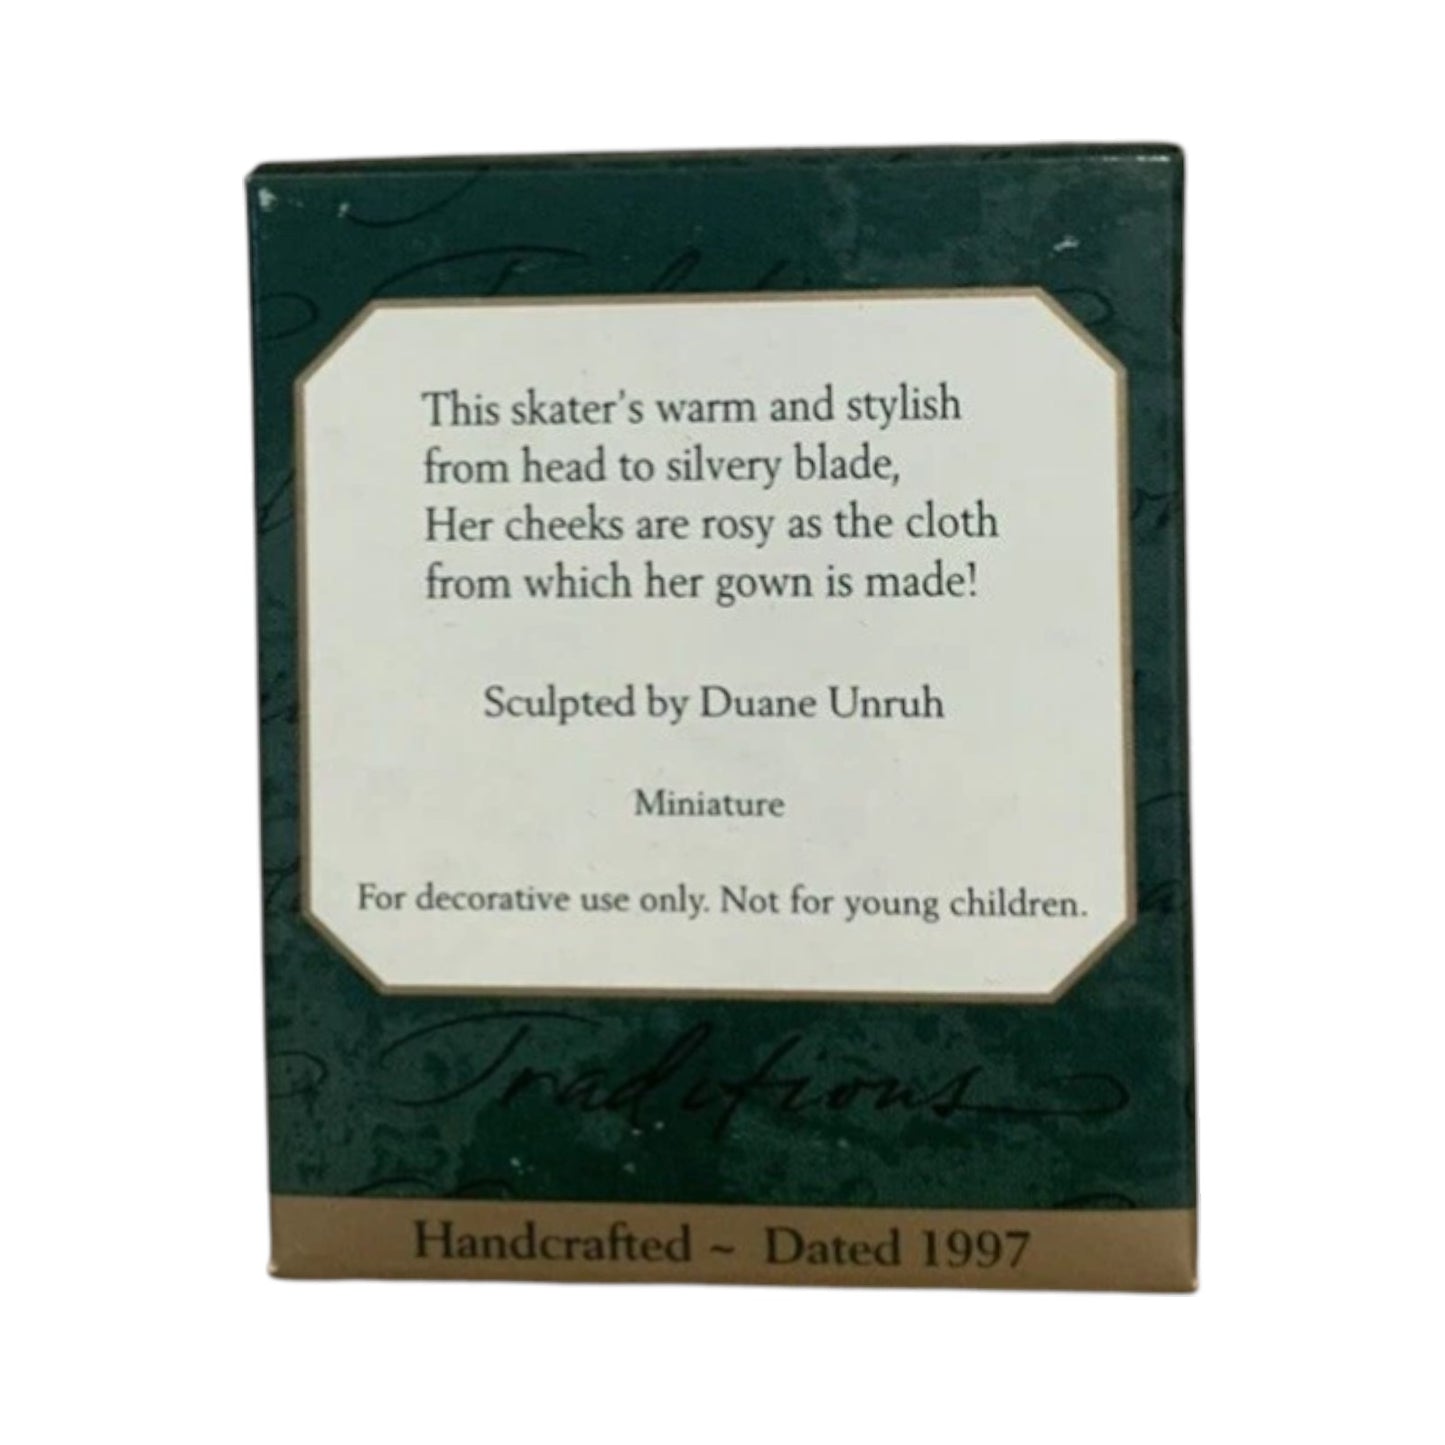 This skater's warm and stylish
from head to silvery blade,
Her cheeks are rosy as the cloth
from which her gown is made!
Sculpted by Duane Unruh
Miniature
For decorative use only. Not for young children.
Traditions
Handcrafted ~ Dated 1997